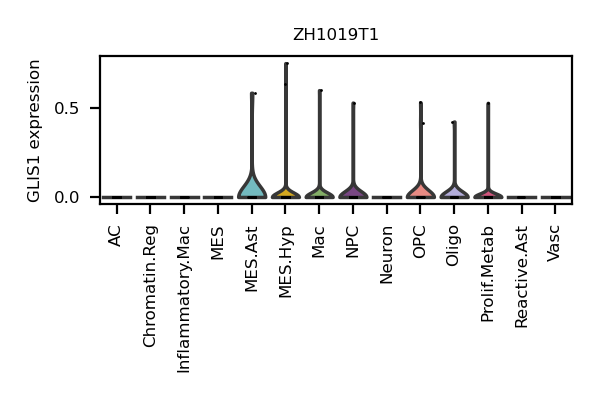 ZH1019T1
GLIS1 expression
0.5
0.0
AC
Chromatin.Reg
Inflammatory.Mac
MES
MES.Ast
MES.Hyp
Mac
NPC
Neuron
OPC
Oligo
Prolif.Metab
Reactive.Ast
Vasc